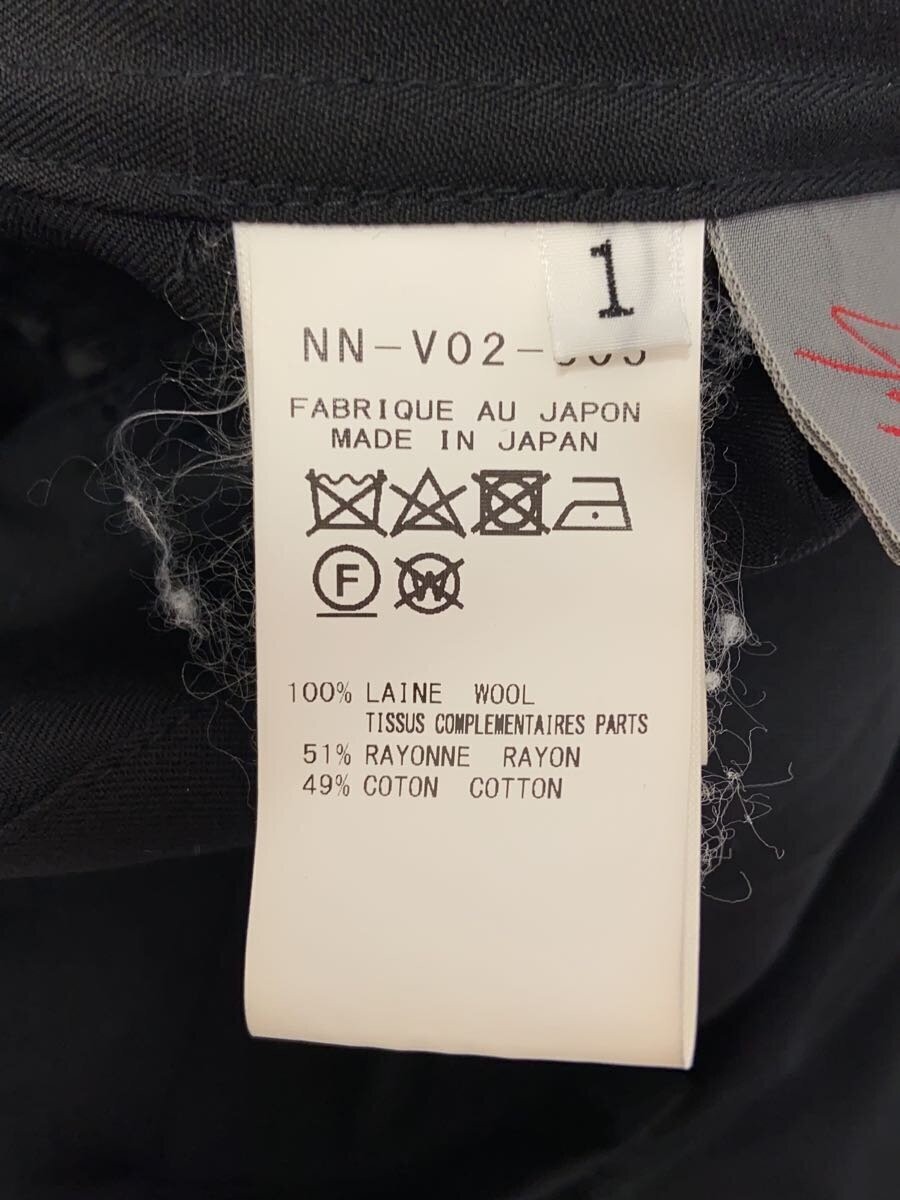 1
NN-V02-
FABRIQUE AU JAPON
MADE IN JAPAN
F
W
100% LAINE WOOL
TISSUS COMPLEMENTAIRES PARTS
51% RAYONNE RAYON
49% COTON COTTON